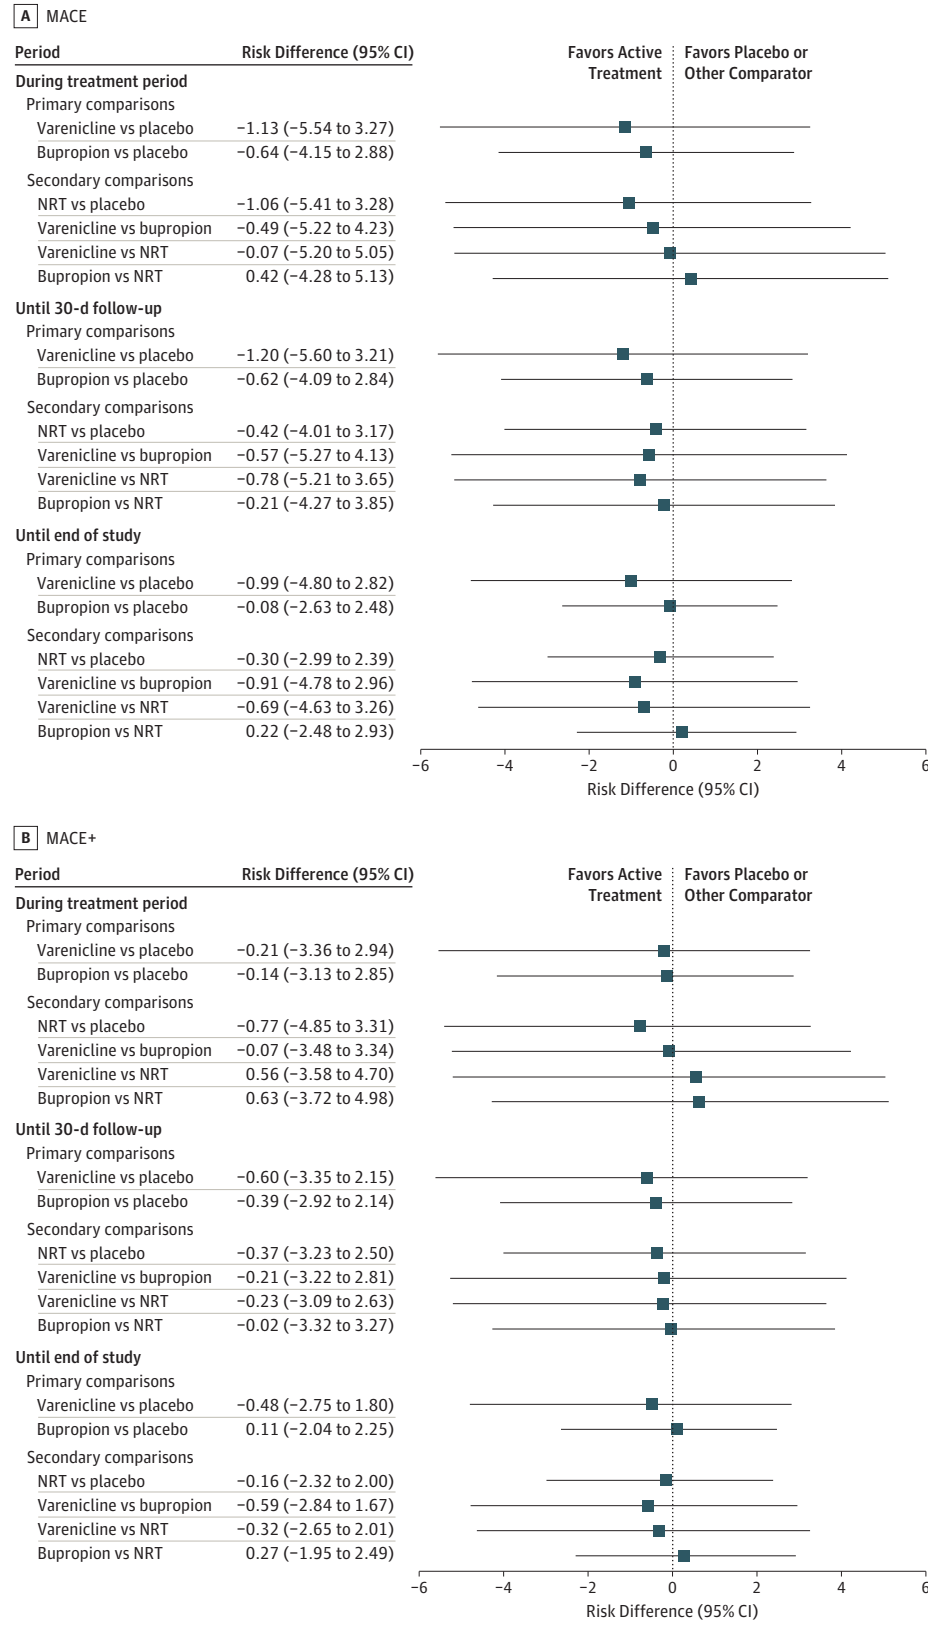 A MACE
Period Risk Difference (95% CI) Favors Active Treatment Favors Placebo or Other Comparator
During treatment period
Primary comparisons
Varenicline vs placebo −1.13 (−5.54 to 3.27)
Bupropion vs placebo −0.64 (−4.15 to 2.88)
Secondary comparisons
NRT vs placebo −1.06 (−5.41 to 3.28)
Varenicline vs bupropion −0.49 (−5.22 to 4.23)
Varenicline vs NRT −0.07 (−5.20 to 5.05)
Bupropion vs NRT 0.42 (−4.28 to 5.13)
Until 30-d follow-up
Primary comparisons
Varenicline vs placebo −1.20 (−5.60 to 3.21)
Bupropion vs placebo −0.62 (−4.09 to 2.84)
Secondary comparisons
NRT vs placebo −0.42 (−4.01 to 3.17)
Varenicline vs bupropion −0.57 (−5.27 to 4.13)
Varenicline vs NRT −0.78 (−5.21 to 3.65)
Bupropion vs NRT −0.21 (−4.27 to 3.85)
Until end of study
Primary comparisons
Varenicline vs placebo −0.99 (−4.80 to 2.82)
Bupropion vs placebo −0.08 (−2.63 to 2.48)
Secondary comparisons
NRT vs placebo −0.30 (−2.99 to 2.39)
Varenicline vs bupropion −0.91 (−4.78 to 2.96)
Varenicline vs NRT −0.69 (−4.63 to 3.26)
Bupropion vs NRT 0.22 (−2.48 to 2.93)
−6 −4 −2 0 2 4 6
Risk Difference (95% CI)
B MACE+
Period Risk Difference (95% CI) Favors Active Treatment Favors Placebo or Other Comparator
During treatment period
Primary comparisons
Varenicline vs placebo −0.21 (−3.36 to 2.94)
Bupropion vs placebo −0.14 (−3.13 to 2.85)
Secondary comparisons
NRT vs placebo −0.77 (−4.85 to 3.31)
Varenicline vs bupropion −0.07 (−3.48 to 3.34)
Varenicline vs NRT 0.56 (−3.58 to 4.70)
Bupropion vs NRT 0.63 (−3.72 to 4.98)
Until 30-d follow-up
Primary comparisons
Varenicline vs placebo −0.60 (−3.35 to 2.15)
Bupropion vs placebo −0.39 (−2.92 to 2.14)
Secondary comparisons
NRT vs placebo −0.37 (−3.23 to 2.50)
Varenicline vs bupropion −0.21 (−3.22 to 2.81)
Varenicline vs NRT −0.23 (−3.09 to 2.63)
Bupropion vs NRT −0.02 (−3.32 to 3.27)
Until end of study
Primary comparisons
Varenicline vs placebo −0.48 (−2.75 to 1.80)
Bupropion vs placebo 0.11 (−2.04 to 2.25)
Secondary comparisons
NRT vs placebo −0.16 (−2.32 to 2.00)
Varenicline vs bupropion −0.59 (−2.84 to 1.67)
Varenicline vs NRT −0.32 (−2.65 to 2.01)
Bupropion vs NRT 0.27 (−1.95 to 2.49)
−6 −4 −2 0 2 4 6
Risk Difference (95% CI)